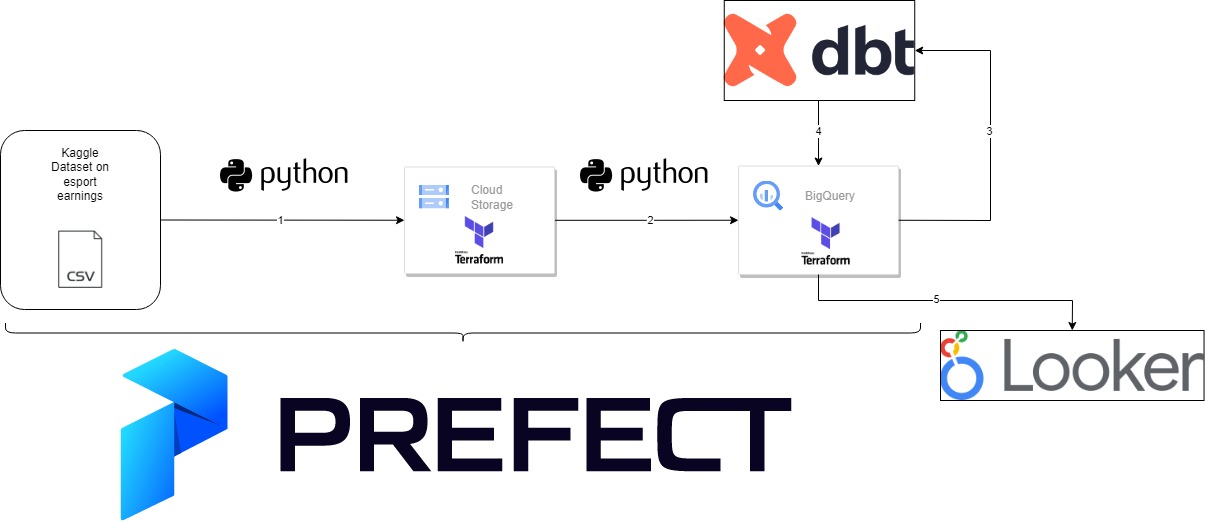 dbt
4
3
Kaggle
Dataset on
esport
earnings
CSV
python
1
Cloud
Storage
Terraform
python
2
BigQuery
Terraform
5
Looker
PREFECT